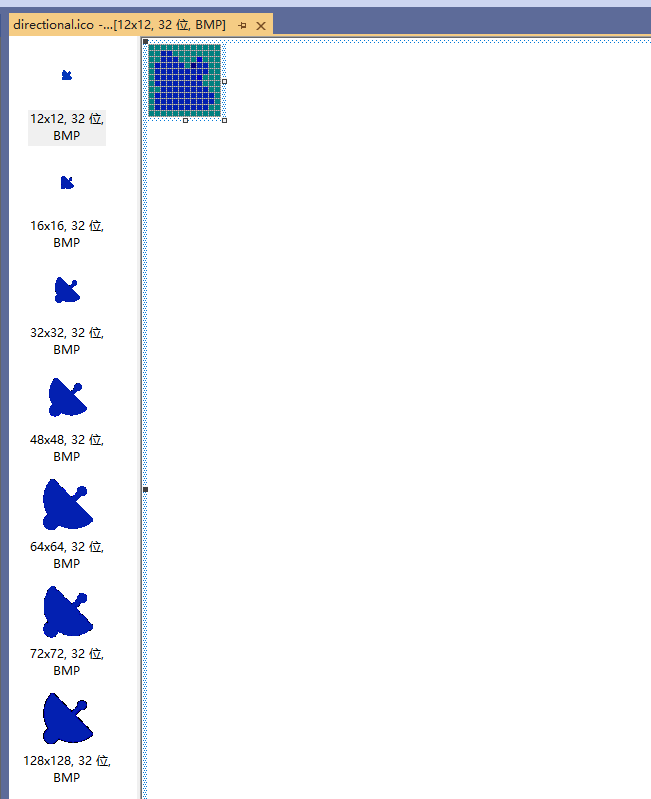 directional.ico -...[12x12, 32 位, BMP]
12x12, 32 位,
BMP
16x16, 32 位,
BMP
32x32, 32 位,
BMP
48x48, 32 位,
BMP
64x64, 32 位,
BMP
72x72, 32 位,
BMP
128x128, 32 位,
BMP